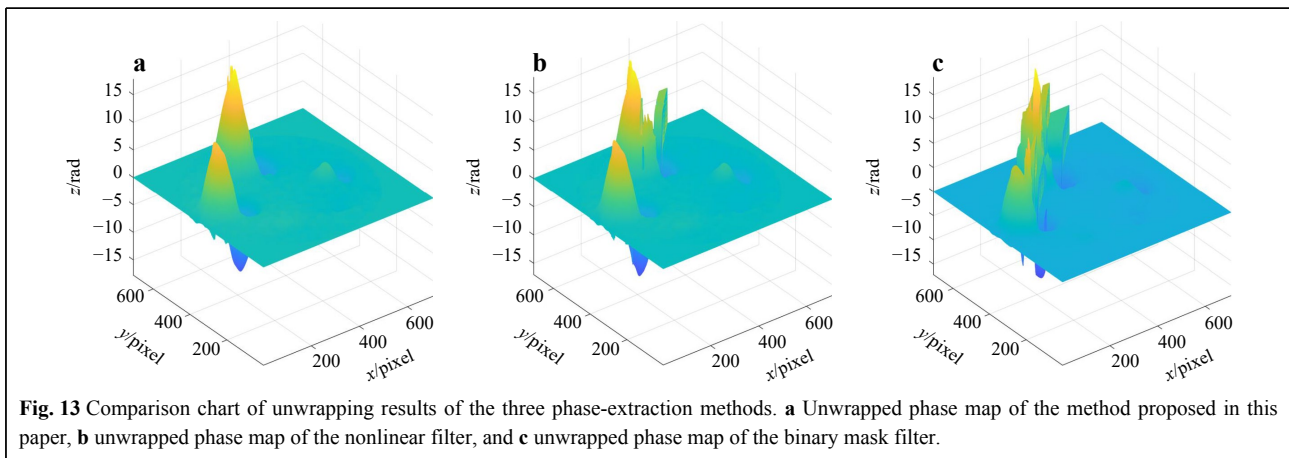 a
b
c
15
10
5
0
−5
−10
−15
z/rad
600
400
200
y/pixel
200
400
600
x/pixel
15
10
5
0
−5
−10
−15
z/rad
600
400
200
y/pixel
200
400
600
x/pixel
15
10
5
0
−5
−10
−15
z/rad
600
400
200
y/pixel
200
400
600
x/pixel
Fig. 13 Comparison chart of unwrapping results of the three phase-extraction methods. a Unwrapped phase map of the method proposed in this
paper, b unwrapped phase map of the nonlinear filter, and c unwrapped phase map of the binary mask filter.